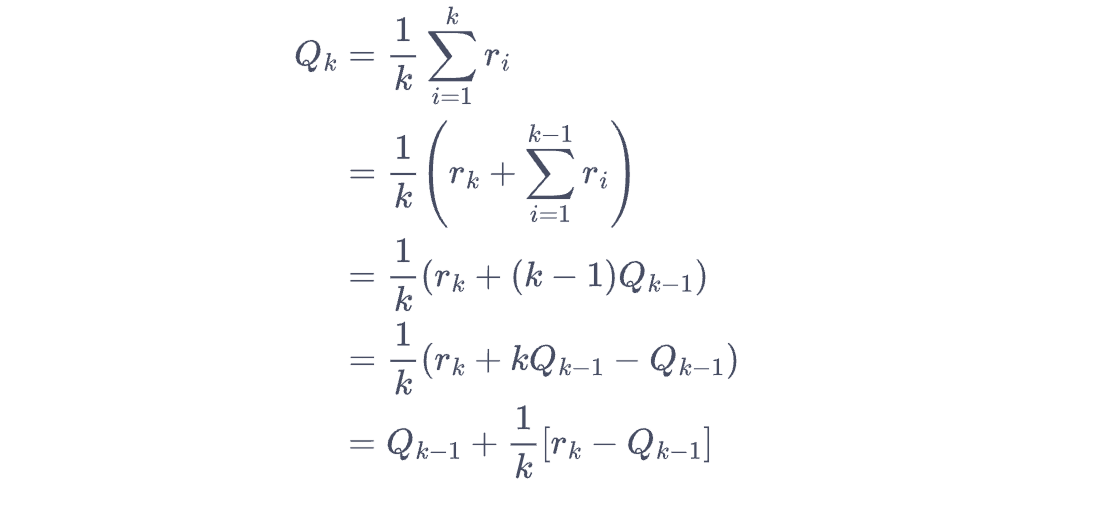 $Q_k = \frac{1}{k} \sum_{i=1}^{k} r_i$
$= \frac{1}{k} \left( r_k + \sum_{i=1}^{k-1} r_i \right)$
$= \frac{1}{k} (r_k + (k-1) Q_{k-1})$
$= \frac{1}{k} (r_k + k Q_{k-1} - Q_{k-1})$
$= Q_{k-1} + \frac{1}{k} [r_k - Q_{k-1}]$